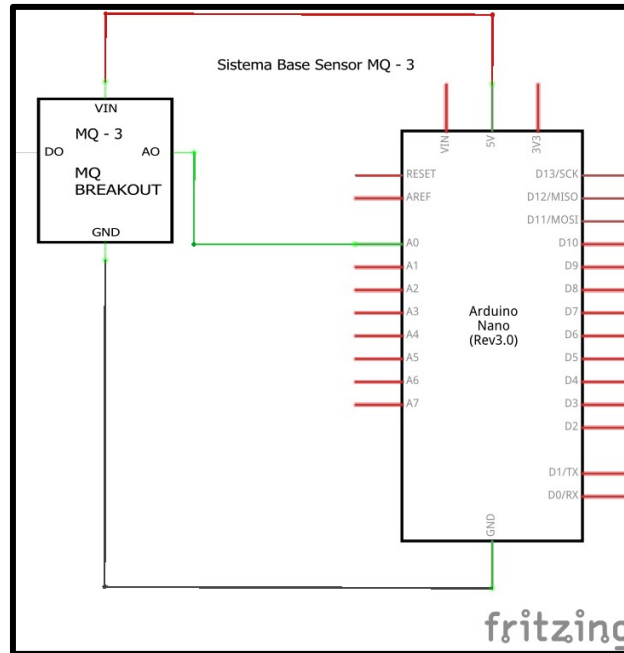 Sistema Base Sensor MQ - 3
VIN
MQ - 3
DO
AO
MQ
BREAKOUT
GND
VIN
5V
3V3
RESET
AREF
A0
A1
A2
A3
A4
A5
A6
A7
Arduino
Nano
(Rev3.0)
D13/SCK
D12/MISO
D11/MOSI
D10
D9
D8
D7
D6
D5
D4
D3
D2
D1/TX
D0/RX
GND
fritzing